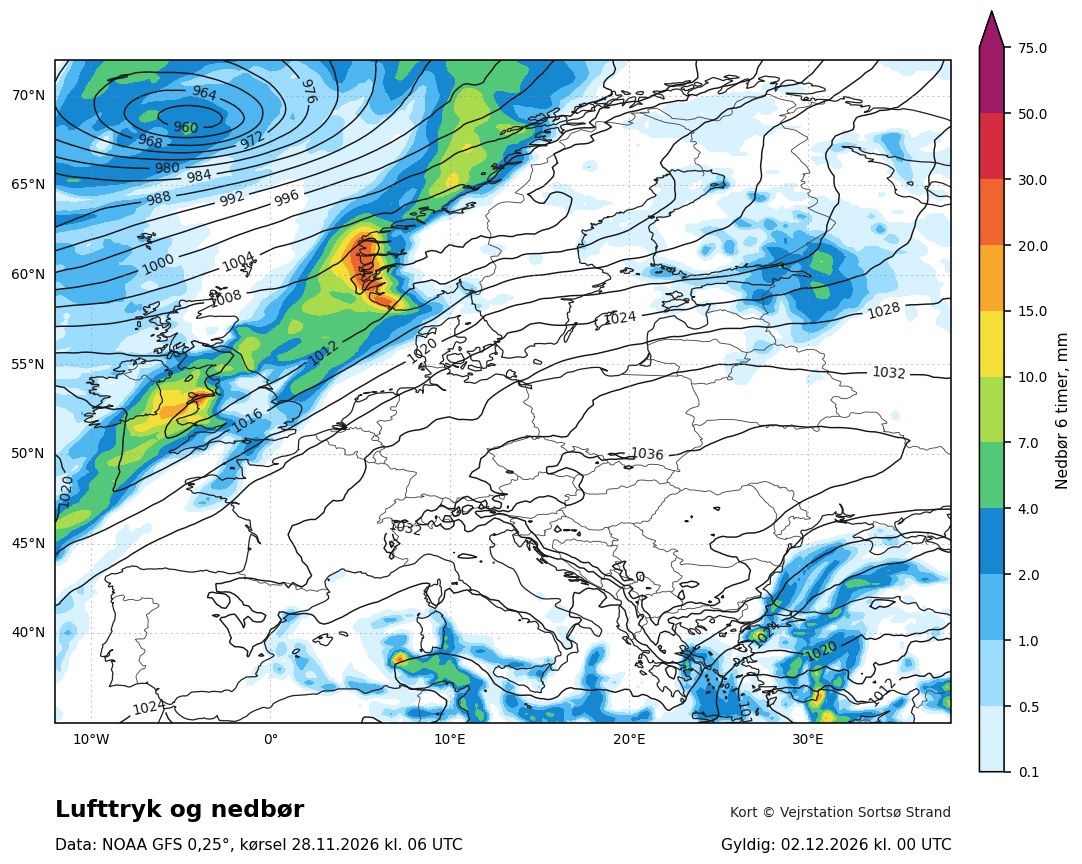 75.0
50.0
30.0
20.0
15.0
10.0
7.0
4.0
2.0
1.0
0.5
0.1
Nedbør 6 timer, mm
70°N
65°N
60°N
55°N
50°N
45°N
40°N
10°W
0°
10°E
20°E
30°E
964
960
968
972
976
980
984
988
992
996
1000
1004
1008
1012
1016
1020
1024
1028
1032
1036
1020
1032
1024
1024
1020
1012
Lufttryk og nedbør
Kort © Vejrstation Sortsø Strand
Data: NOAA GFS 0,25°, kørsel 28.11.2026 kl. 06 UTC
Gyldig: 02.12.2026 kl. 00 UTC